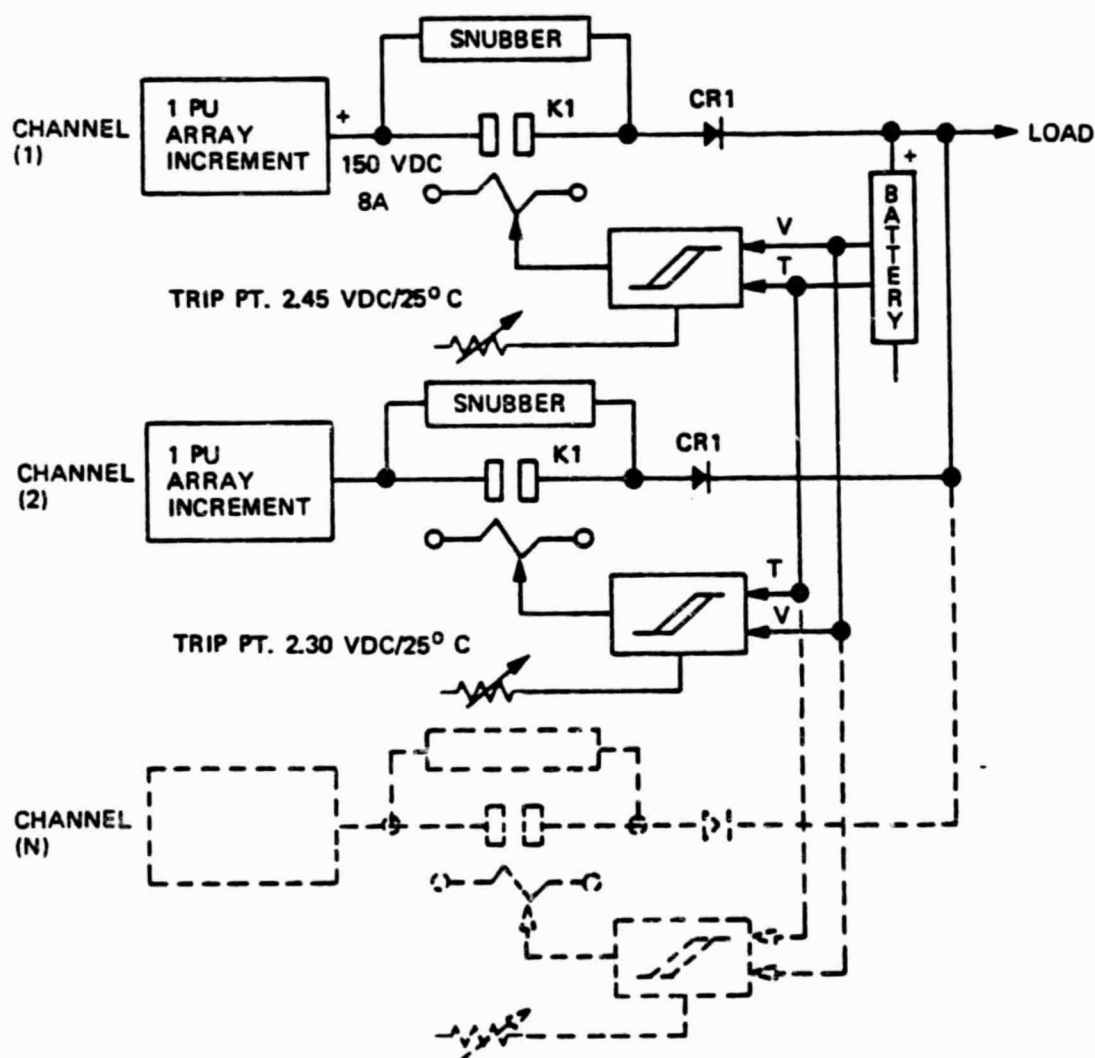 SNUBBER
CHANNEL
(1)
1 PU
ARRAY
INCREMENT
+
150 VDC
8A
K1
CR1
LOAD
+
BATTERY
V
T
TRIP PT. 2.45 VDC/25° C
SNUBBER
CHANNEL
(2)
1 PU
ARRAY
INCREMENT
K1
CR1
T
V
TRIP PT. 2.30 VDC/25° C
CHANNEL
(N)